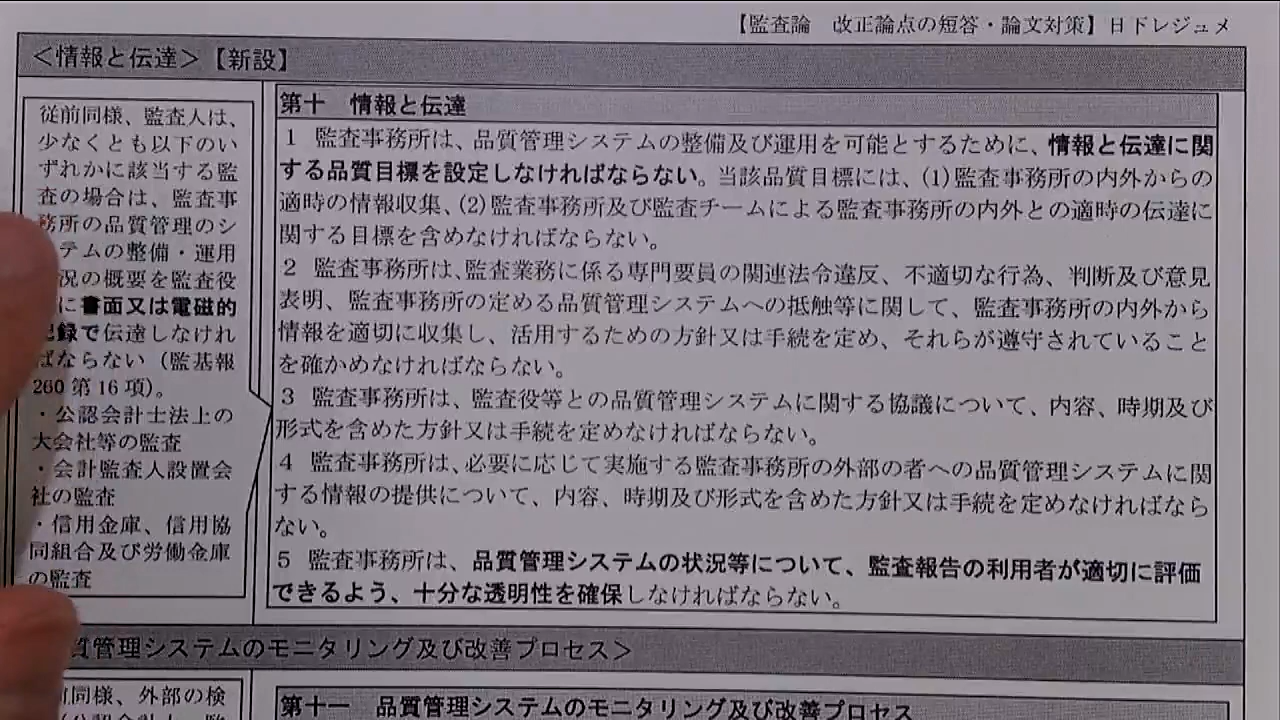 【監査論　改正論点の短答・論文対策】日下レジュメ
＜情報と伝達＞【新設】
従前同様、監査人は、
少なくとも以下のい
ずれかに該当する監
査の場合は、監査事
務所の品質管理のシ
テムの整備・運用
況の概要を監査役
に書面又は電磁的
記録で伝達しなけれ
ばならない（監基報
260 第 16 項）。
・公認会計士法上の
大会社等の監査
・会計監査人設置会
社の監査
・信用金庫、信用協
同組合及び労働金庫
の監査
第十　情報と伝達
１　監査事務所は、品質管理システムの整備及び運用を可能とするために、情報と伝達に関
する品質目標を設定しなければならない。当該品質目標には、(1)監査事務所の内外からの
適時の情報収集、(2)監査事務所及び監査チームによる監査事務所の内外との適時の伝達に
関する目標を含めなければならない。
２　監査事務所は、監査業務に係る専門要員の関連法令違反、不適切な行為、判断及び意見
表明、監査事務所の定める品質管理システムへの抵触等に関して、監査事務所の内外から
情報を適切に収集し、活用するための方針又は手続を定め、それらが遵守されていること
を確かめなければならない。
３　監査事務所は、監査役等との品質管理システムに関する協議について、内容、時期及び
形式を含めた方針又は手続を定めなければならない。
４　監査事務所は、必要に応じて実施する監査事務所の外部の者への品質管理システムに関
する情報の提供について、内容、時期及び形式を含めた方針又は手続を定めなければなら
ない。
５　監査事務所は、品質管理システムの状況等について、監査報告の利用者が適切に評価
できるよう、十分な透明性を確保しなければならない。
質管理システムのモニタリング及び改善プロセス＞
前同様、外部の検
第十一　品質管理システムのモニタリング及び改善プロセス